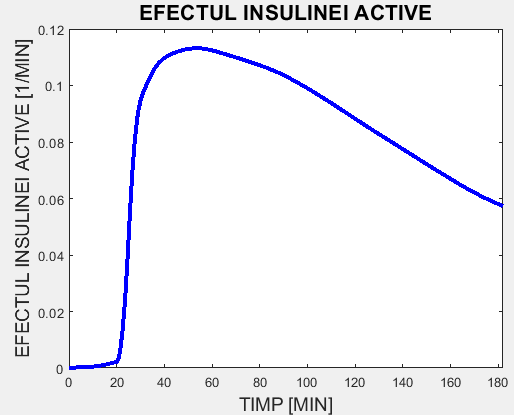 EFECTUL INSULINEI ACTIVE
EFECTUL INSULINEI ACTIVE [1/MIN]
0.12
0.1
0.08
0.06
0.04
0.02
0
0 20 40 60 80 100 120 140 160 180
TIMP [MIN]